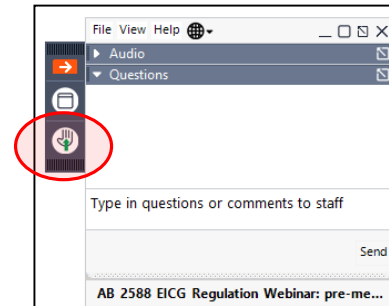 File View Help
Audio
Questions
Type in questions or comments to staff
Send
AB 2588 EICG Regulation Webinar: pre-me...